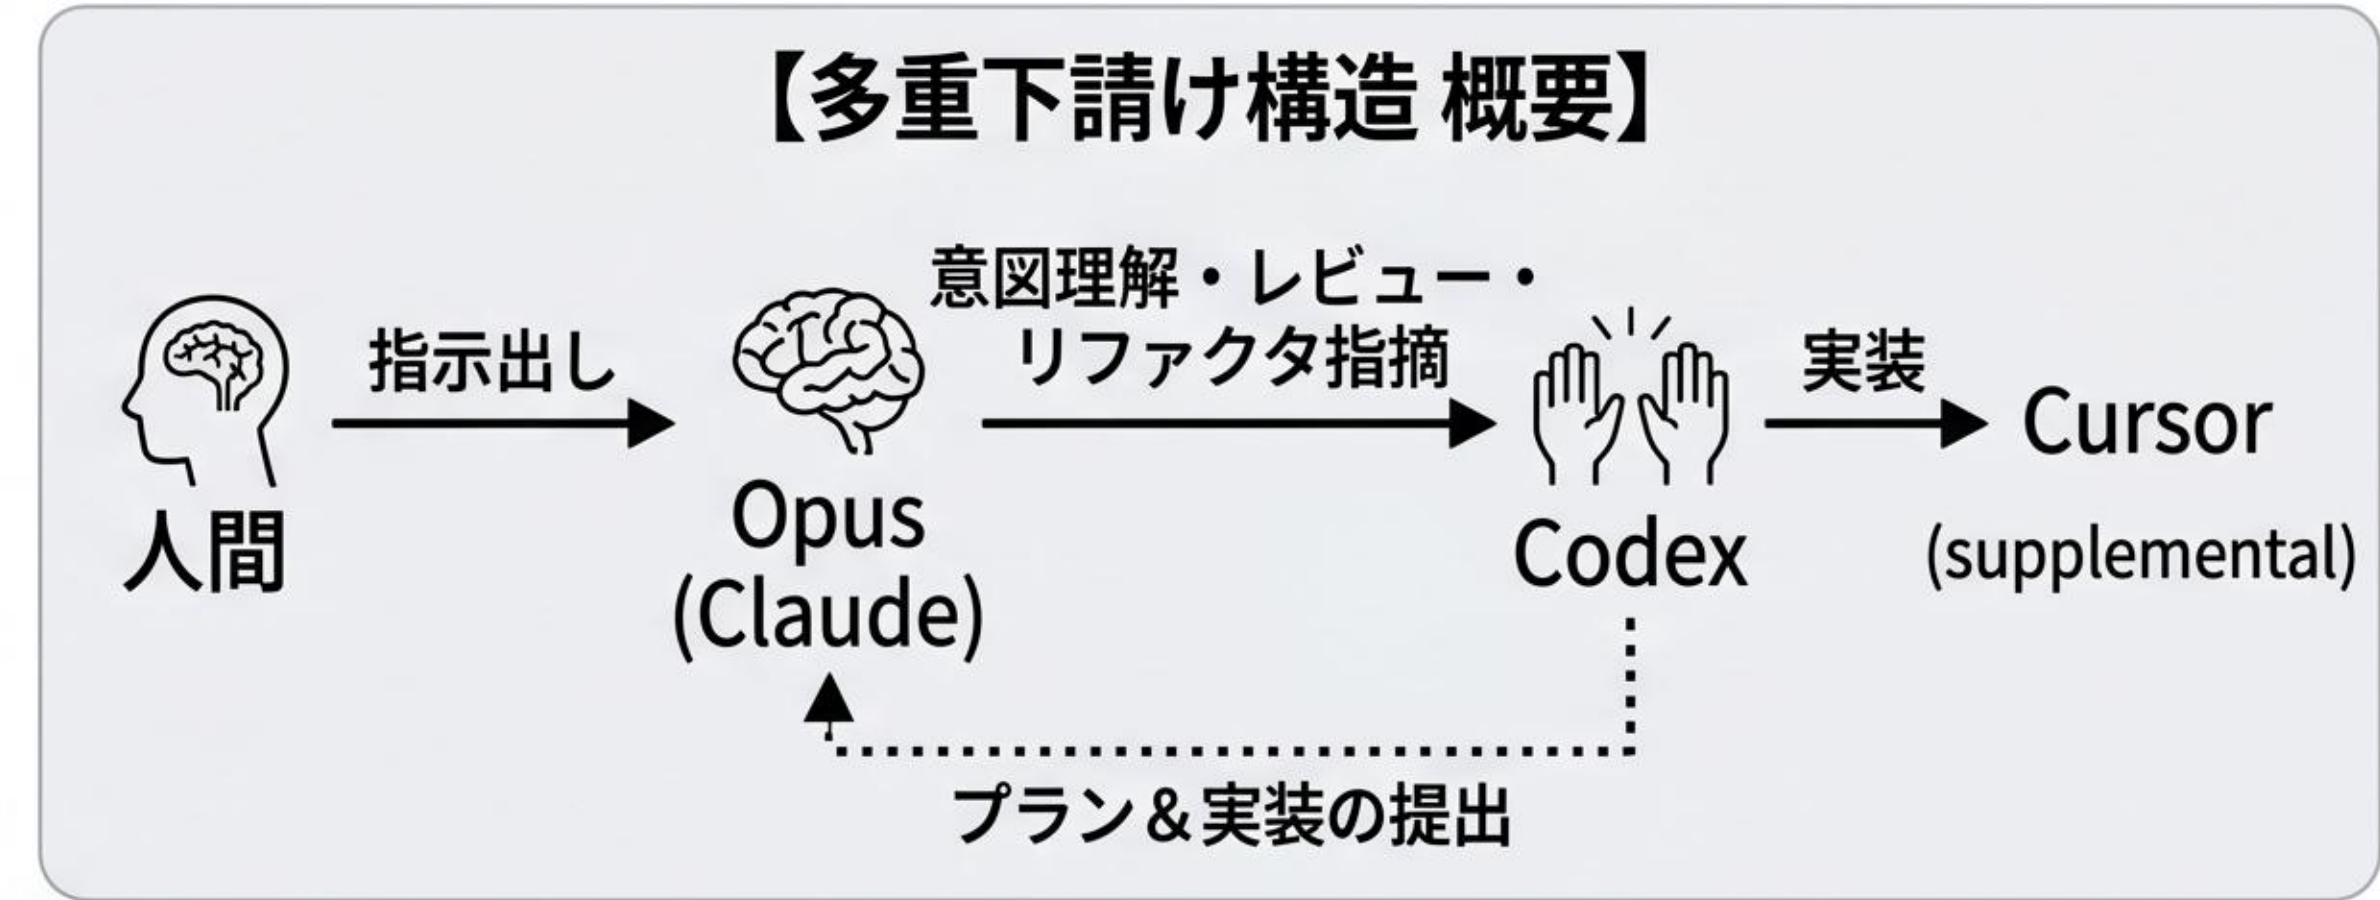 【多重下請け構造 概要】
指示出し
意図理解・レビュー・
リファクタ指摘
実装
人間
Opus
(Claude)
Codex
Cursor
(supplemental)
プラン&実装の提出